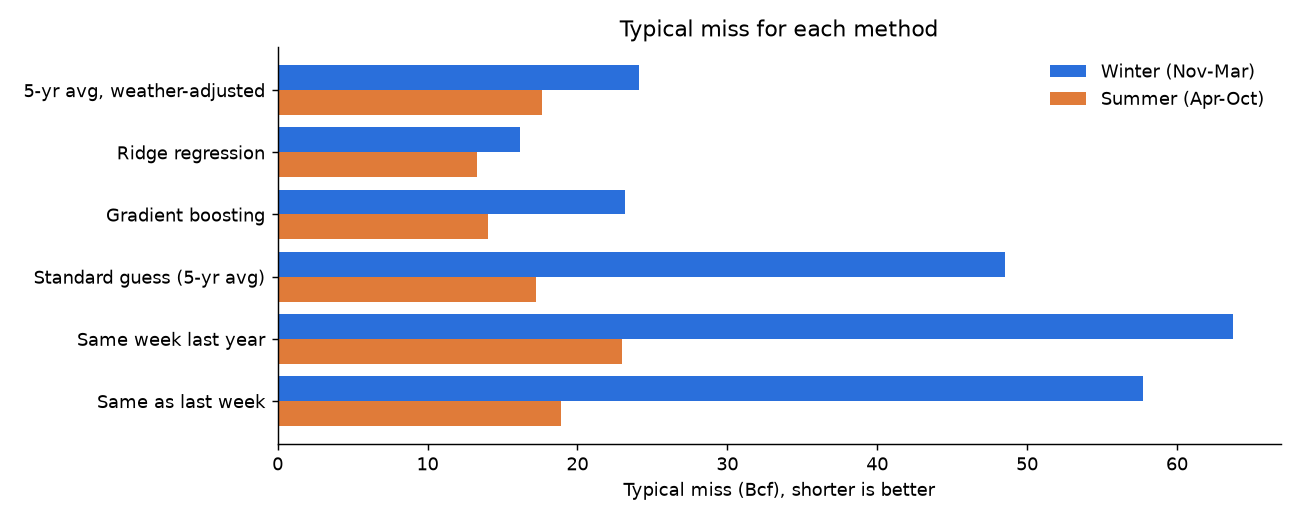 Typical miss for each method
Winter (Nov-Mar)
Summer (Apr-Oct)
5-yr avg, weather-adjusted
Ridge regression
Gradient boosting
Standard guess (5-yr avg)
Same week last year
Same as last week
0 10 20 30 40 50 60
Typical miss (Bcf), shorter is better